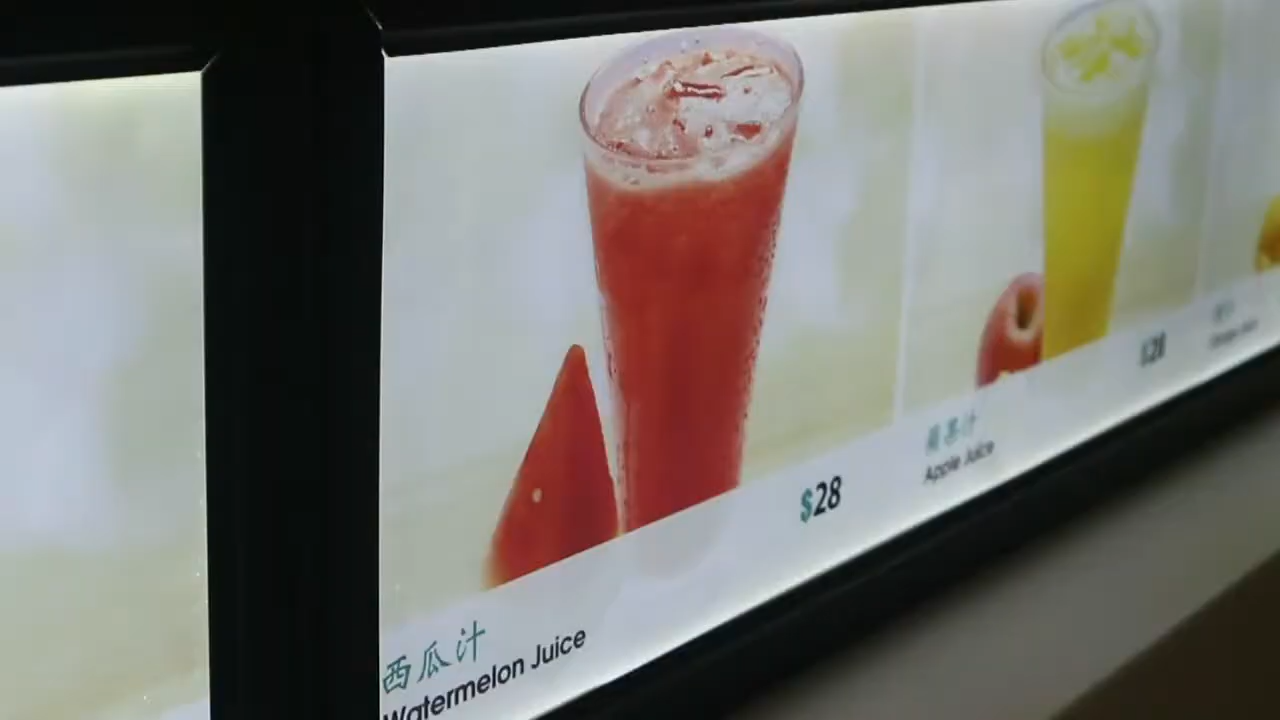 西瓜汁
Watermelon Juice
$28
蘋果汁
Apple Juice
$28